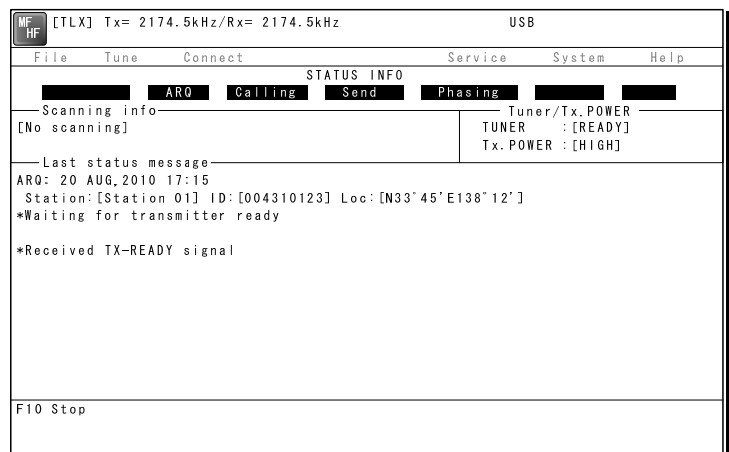 MF HF [TLX] Tx= 2174.5kHz/Rx= 2174.5kHz USB
File Tune Connect Service System Help
STATUS INFO
ARQ Calling Send Phasing
Scanning info
[No scanning]
Tuner/Tx.POWER
TUNER :[READY]
Tx.POWER :[HIGH]
Last status message
ARQ: 20 AUG,2010 17:15
Station:[Station 01] ID:[004310123] Loc:[N33°45'E138°12']
*Waiting for transmitter ready
*Received TX-READY signal
F10 Stop